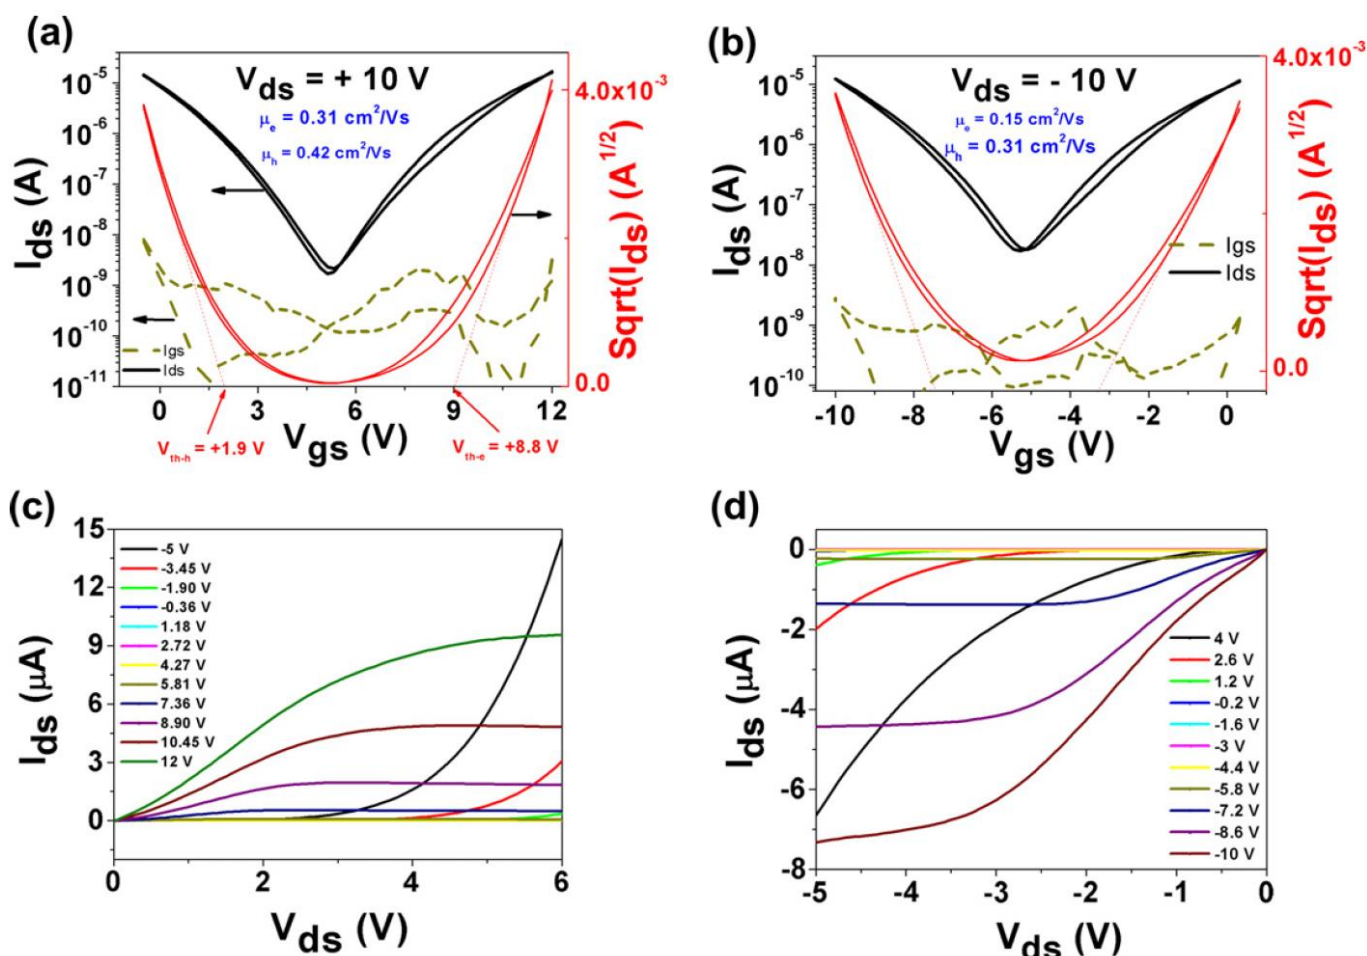 (a)
V_ds = + 10 V
μ_e = 0.31 cm²/Vs
μ_h = 0.42 cm²/Vs
10⁻⁵
10⁻⁶
10⁻⁷
10⁻⁸
10⁻⁹
10⁻¹⁰
10⁻¹¹
I_ds (A)
Igs
Ids
0
3
6
9
12
V_gs (V)
V_th-h = +1.9 V
V_th-e = +8.8 V
4.0x10⁻³
0.0
Sqrt(I_ds) (A^1/2)
(b)
V_ds = - 10 V
μ_e = 0.15 cm²/Vs
μ_h = 0.31 cm²/Vs
10⁻⁵
10⁻⁶
10⁻⁷
10⁻⁸
10⁻⁹
10⁻¹⁰
I_ds (A)
Igs
Ids
-10
-8
-6
-4
-2
0
V_gs (V)
4.0x10⁻³
0.0
Sqrt(I_ds) (A^1/2)
(c)
15
12
9
6
3
0
I_ds (μA)
-5 V
-3.45 V
-1.90 V
-0.36 V
1.18 V
2.72 V
4.27 V
5.81 V
7.36 V
8.90 V
10.45 V
12 V
0
2
4
6
V_ds (V)
(d)
0
-2
-4
-6
-8
I_ds (μA)
4 V
2.6 V
1.2 V
-0.2 V
-1.6 V
-3 V
-4.4 V
-5.8 V
-7.2 V
-8.6 V
-10 V
-5
-4
-3
-2
-1
0
V_ds (V)